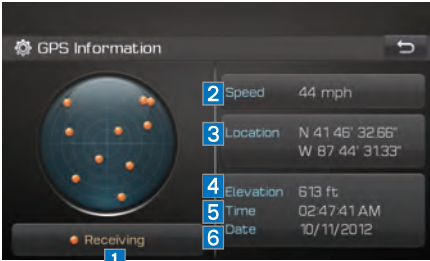 GPS Information
2 Speed 44 mph
3 Location N 41 46' 32.66"
W 87 44' 31.33"
4 Elevation 613 ft
5 Time 02:47:41 AM
6 Date 10/11/2012
Receiving
1